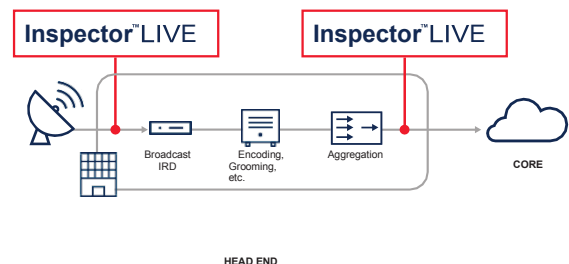 Inspector™LIVE
Inspector™LIVE
Broadcast
IRD
Encoding,
Grooming,
etc.
Aggregation
CORE
HEAD END